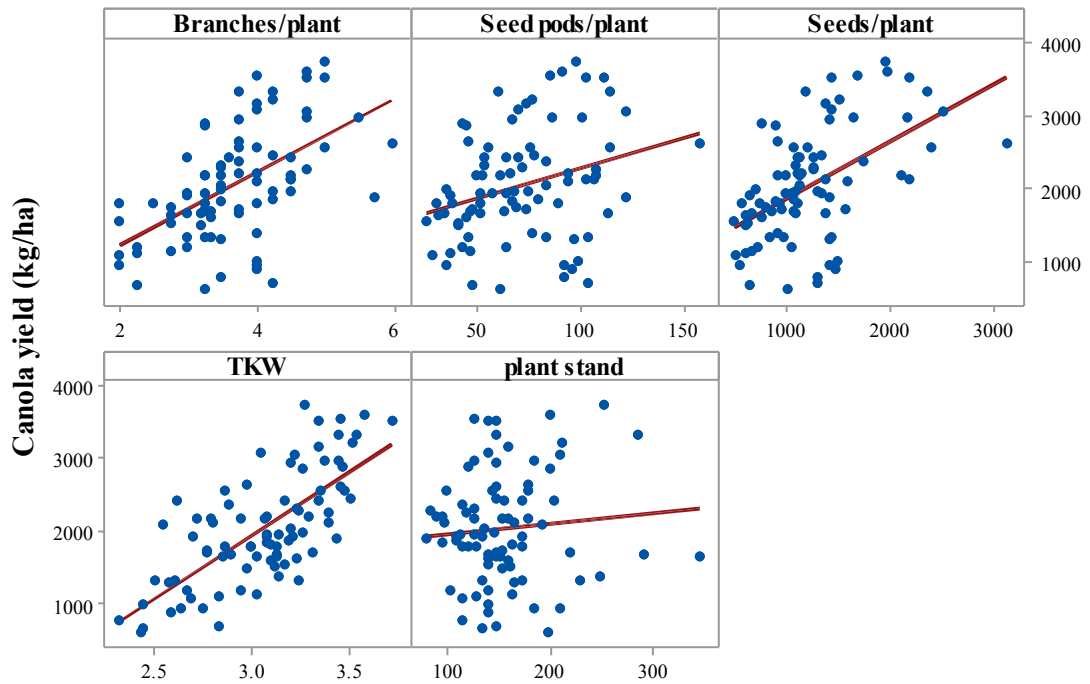 Branches/plant Seed pods/plant Seeds/plant
4000
3000
2000
1000
2 4 6 50 100 150 1000 2000 3000
Canola yield (kg/ha)
TKW plant stand
4000
3000
2000
1000
2.5 3.0 3.5 100 200 300